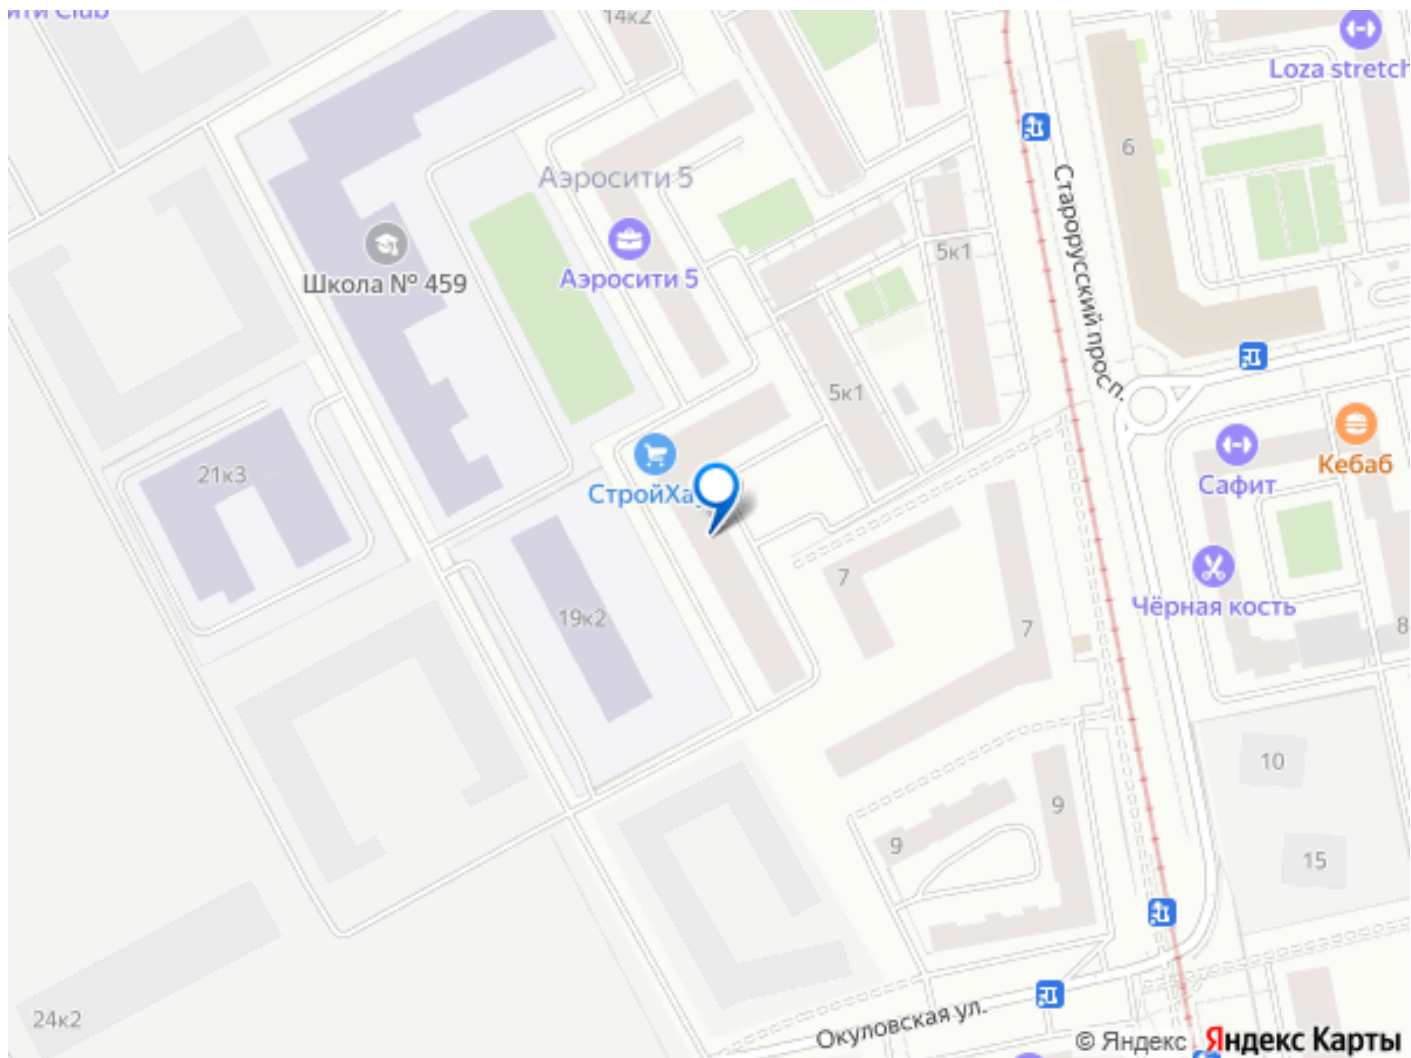 14к2
Loza stretch
6
Старорусский просп.
Аэросити 5
Школа № 459
Аэросити 5
5к1
5к1
21к3
СтройХа
Кебаб
Сафит
7
Чёрная кость
19к2
7
8
10
9
9
15
24к2
Окуловская ул.
© Яндекс Яндекс Карты